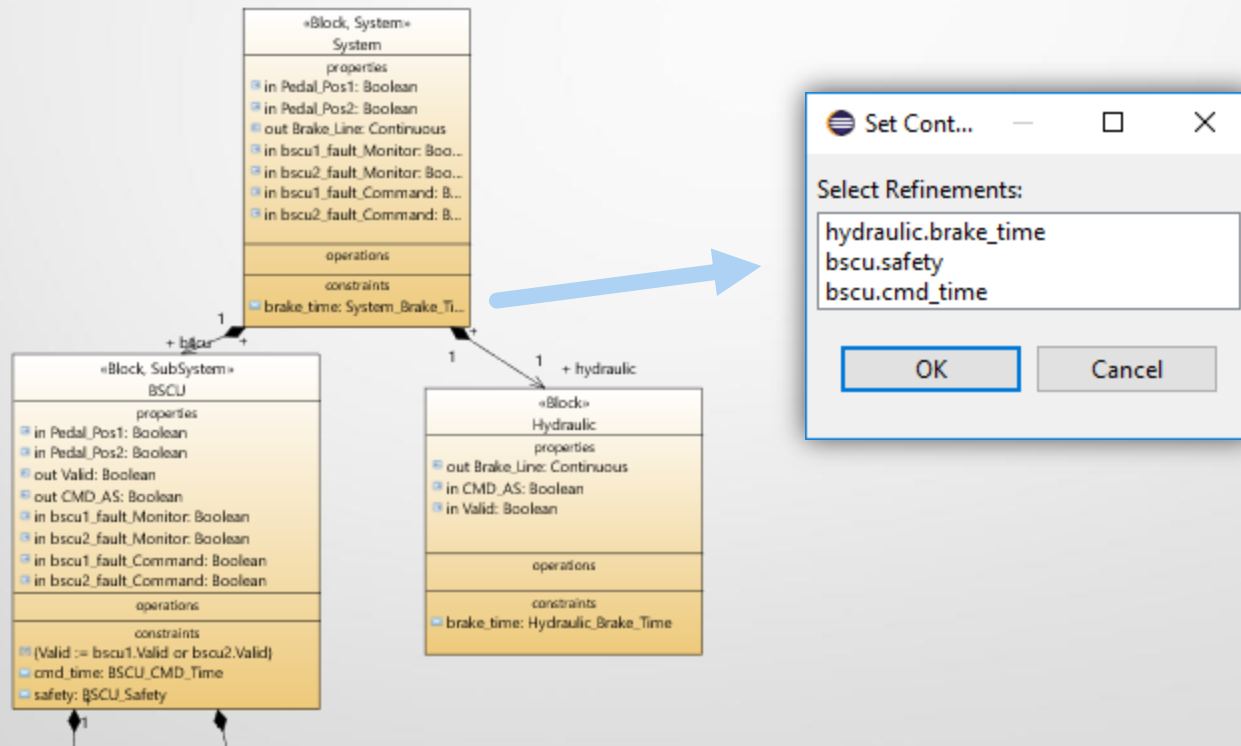 «Block, System»
System
properties
in Pedal_Pos1: Boolean
in Pedal_Pos2: Boolean
out Brake_Line: Continuous
in bscu1_fault_Monitor: Boo...
in bscu2_fault_Monitor: Boo...
in bscu1_fault_Command: B...
in bscu2_fault_Command: B...
operations
constraints
brake_time: System_Brake_Ti...
1
+ bscu
+
+
1
1
+ hydraulic
«Block, SubSystem»
BSCU
properties
in Pedal_Pos1: Boolean
in Pedal_Pos2: Boolean
out Valid: Boolean
out CMD_AS: Boolean
in bscu1_fault_Monitor: Boolean
in bscu2_fault_Monitor: Boolean
in bscu1_fault_Command: Boolean
in bscu2_fault_Command: Boolean
operations
constraints
{Valid := bscu1.Valid or bscu2.Valid}
cmd_time: BSCU_CMD_Time
safety: BSCU_Safety
1
«Block»
Hydraulic
properties
out Brake_Line: Continuous
in CMD_AS: Boolean
in Valid: Boolean
operations
constraints
brake_time: Hydraulic_Brake_Time
Set Cont...
Select Refinements:
hydraulic.brake_time
bscu.safety
bscu.cmd_time
OK
Cancel